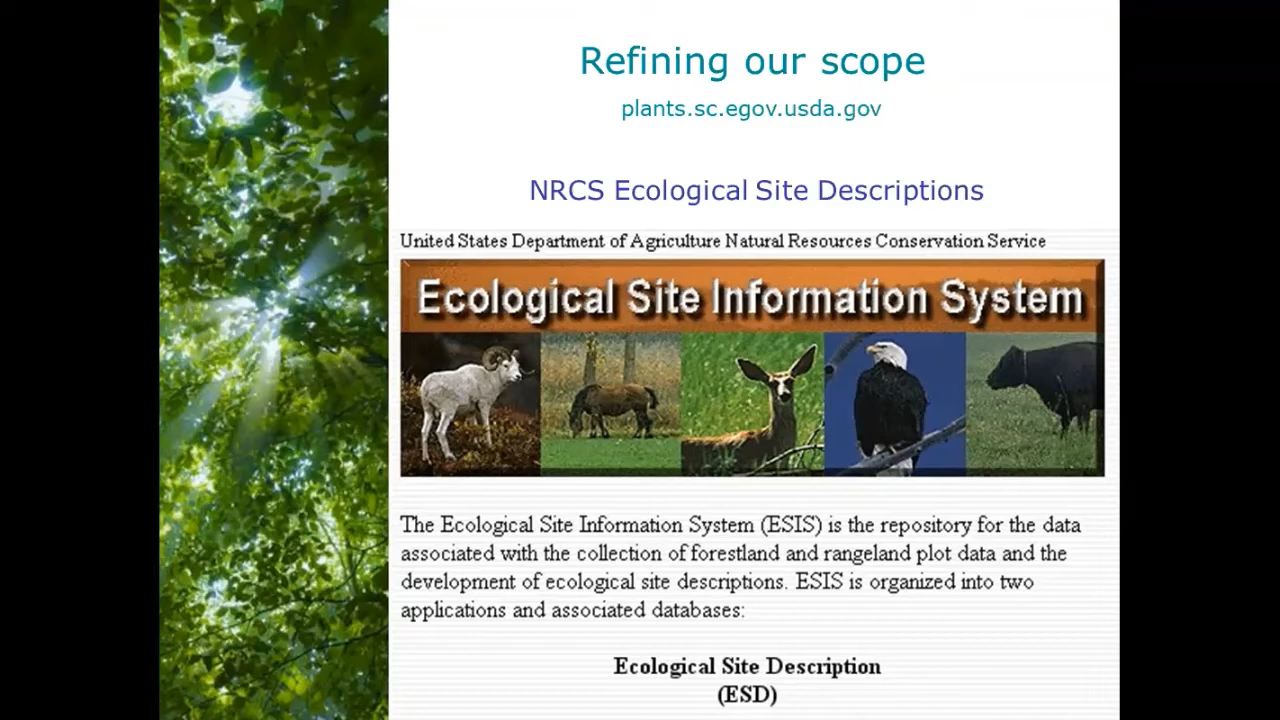 Refining our scope
plants.sc.egov.usda.gov
NRCS Ecological Site Descriptions
United States Department of Agriculture Natural Resources Conservation Service
Ecological Site Information System
The Ecological Site Information System (ESIS) is the repository for the data
associated with the collection of forestland and rangeland plot data and the
development of ecological site descriptions. ESIS is organized into two
applications and associated databases:
Ecological Site Description
(ESD)